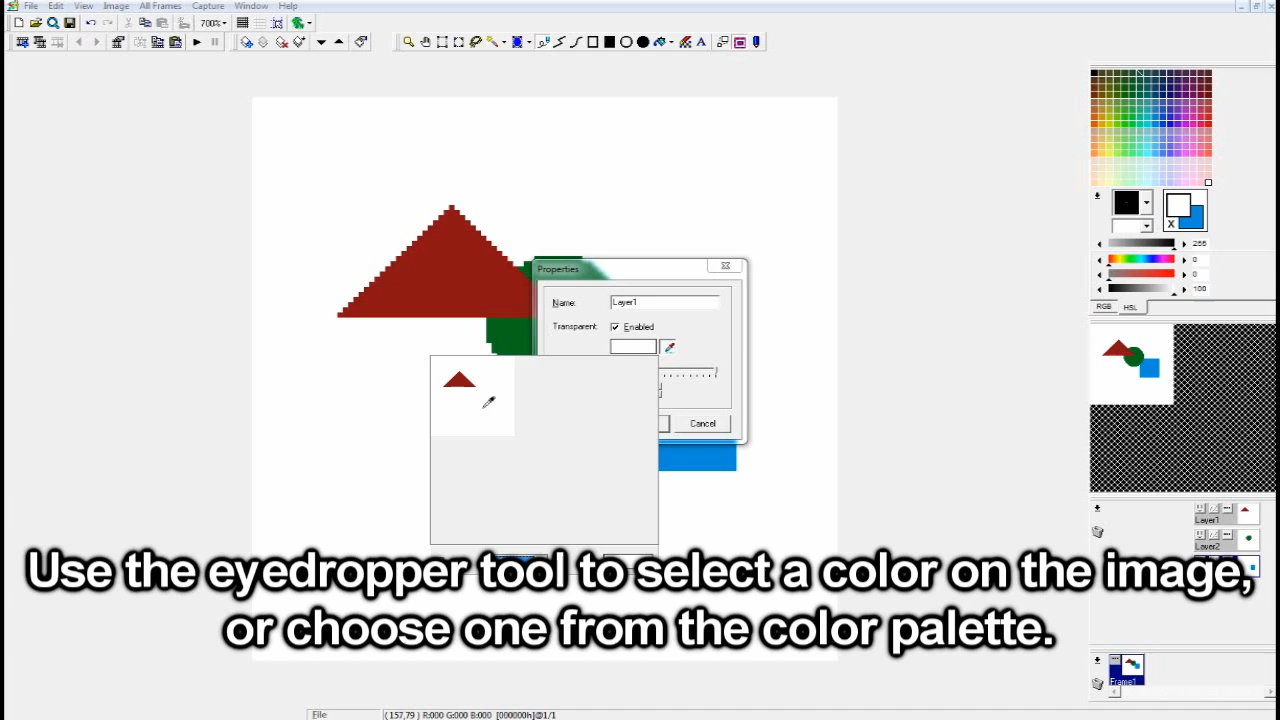 File Edit View Image All Frames Capture Window Help
700%
255
0
0
100
RGB HSL
Properties
Name: Layer1
Transparent: Enabled
Cancel
Layer1
Layer2
Use the eyedropper tool to select a color on the image,
or choose one from the color palette.
Frame1
File (157,79) R:000 G:000 B:000 [000000h]@1/1